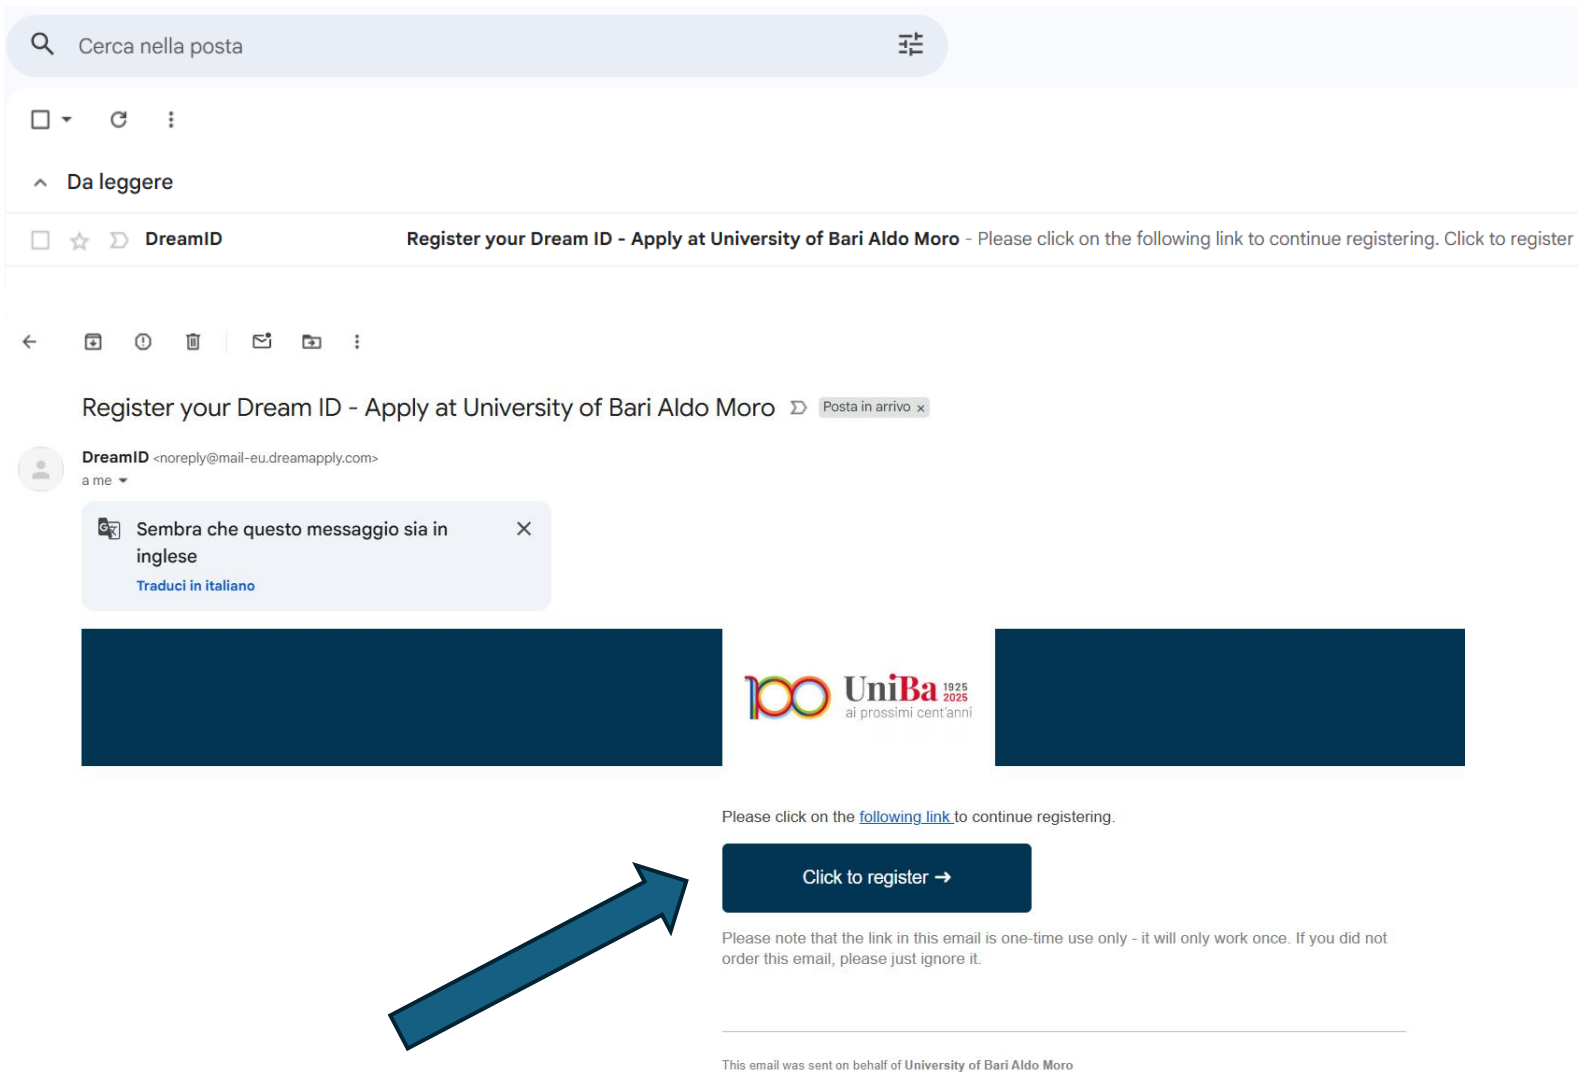 Cerca nella posta
Da leggere
DreamID Register your Dream ID - Apply at University of Bari Aldo Moro - Please click on the following link to continue registering. Click to register
Register your Dream ID - Apply at University of Bari Aldo Moro Posta in arrivo x
DreamID <noreply@mail-eu.dreamapply.com>
a me
Sembra che questo messaggio sia in
inglese
Traduci in italiano
100 UniBa 1925
2025
ai prossimi cent'anni
Please click on the following link to continue registering.
Click to register →
Please note that the link in this email is one-time use only - it will only work once. If you did not
order this email, please just ignore it.
This email was sent on behalf of University of Bari Aldo Moro